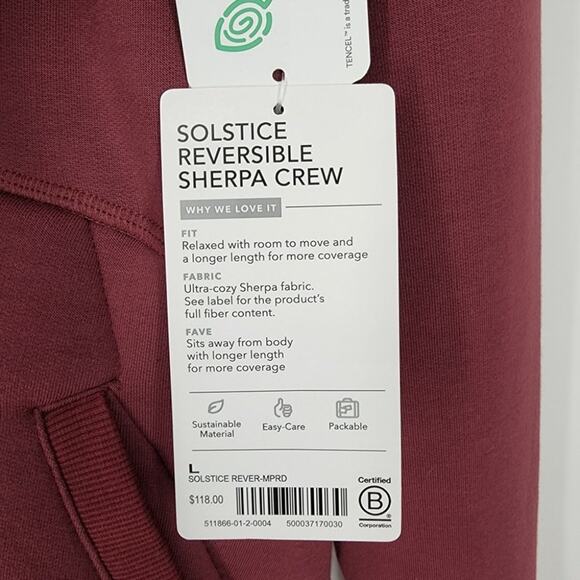 TENCEL™ is a trad
SOLSTICE
REVERSIBLE
SHERPA CREW
WHY WE LOVE IT
FIT
Relaxed with room to move and
a longer length for more coverage
FABRIC
Ultra-cozy Sherpa fabric.
See label for the product's
full fiber content.
FAVE
Sits away from body
with longer length
for more coverage
Sustainable
Material
Easy-Care
Packable
L
SOLSTICE REVER-MPRD
$118.00
511866-01-2-0004 500037170030
Certified
B
Corporation